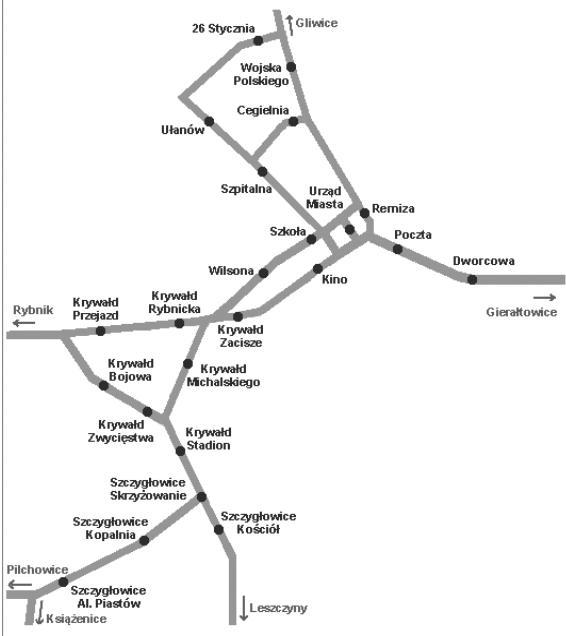 26 Stycznia
Gliwice
Wojska
Polskiego
Cegielnia
Ułanów
Szpitalna
Urząd
Miasta
Remiza
Szkoła
Poczta
Wilsona
Kino
Dworcowa
Gierałtowice
Rybnik
Krywałd
Przejazd
Krywałd
Rybnicka
Krywałd
Zacisze
Krywałd
Bojowa
Krywałd
Michalskiego
Krywałd
Zwycięstwa
Krywałd
Stadion
Szczygłowice
Skrzyżowanie
Szczygłowice
Kopalnia
Szczygłowice
Kościół
Pilchowice
Szczygłowice
Al. Piastów
Książenice
Leszczyny